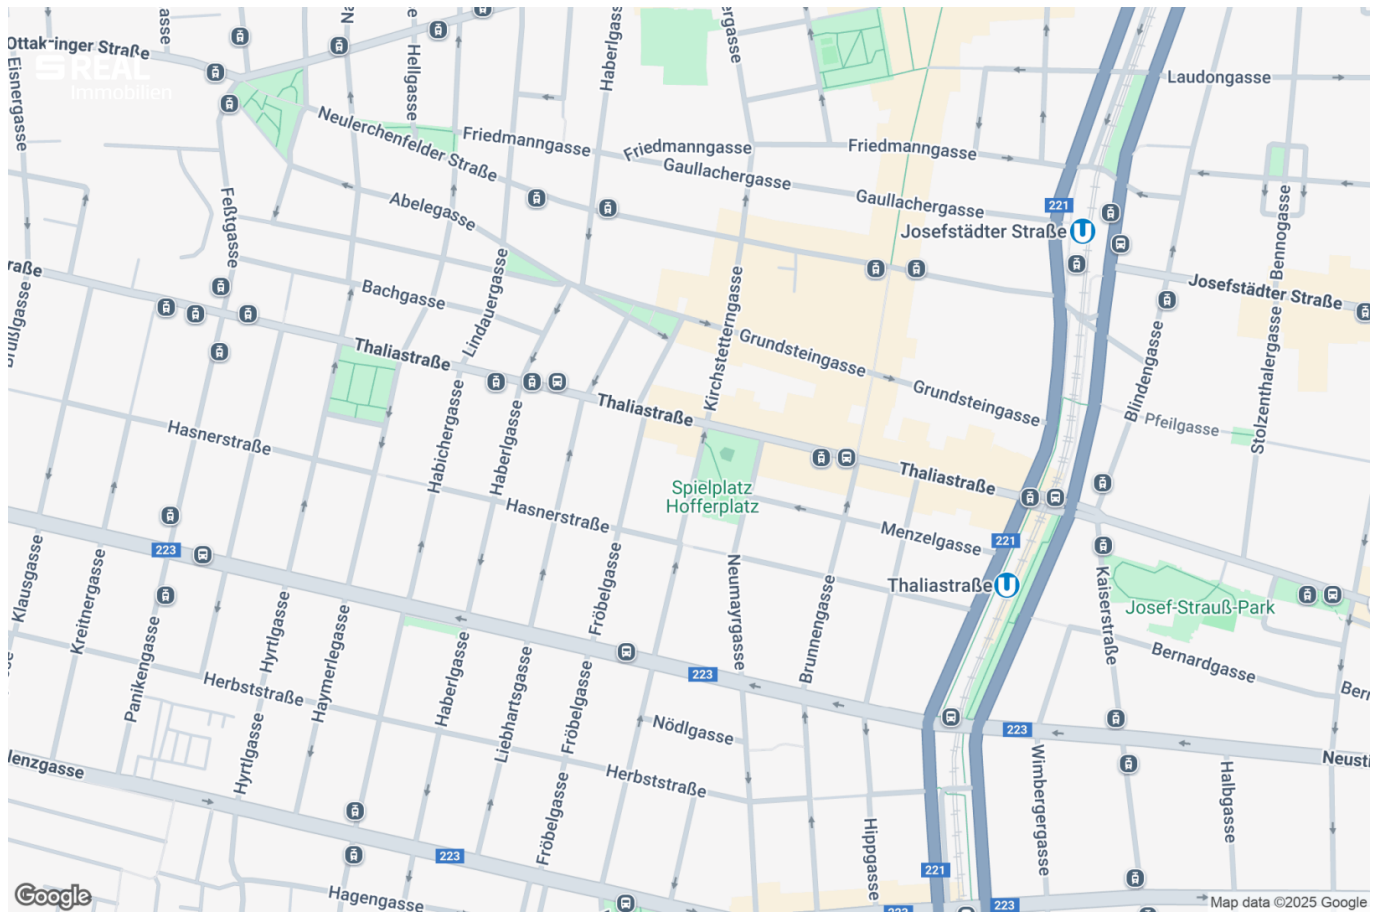 Ottakringer Straße
REAL
Immobilien
Eisnergasse
Hellgasse
Haberlgasse
Laudongasse
Neulerchenfelder Straße
Friedmanngasse
Friedmanngasse
Friedmanngasse
Gaullachergasse
Gaullachergasse
Abelegasse
Feßtgasse
221
Josefstädter Straße
U
Bennogasse
Josefstädter Straße
raße
Bachgasse
Lindauergasse
Kirchstetterngasse
Grundsteingasse
Grundsteingasse
Blindengasse
Stolzenthalergasse
Pfeilgasse
Thaliastraße
Thaliastraße
Thaliastraße
Hasnerstraße
Hasnerstraße
Habichergasse
Haberlgasse
Spielplatz
Hofferplatz
Menzelgasse
221
Thaliastraße
U
Josef-Strauß-Park
Kaiserstraße
Bernardgasse
Klausgasse
Kreitnergasse
223
Panikengasse
Hyrtlgasse
Haymerlegasse
Fröbelgasse
Neumayrgasse
Brunnengasse
223
Herbststraße
Haberlgasse
Liebhartsgasse
Fröbelgasse
Nödlgasse
223
Neusti
Herbststraße
Hyrtlgasse
lenzgasse
Fröbelgasse
Wimbergergasse
Halbgasse
Hippgasse
223
221
Hagengasse
223
223
Google
Map data ©2025 Google